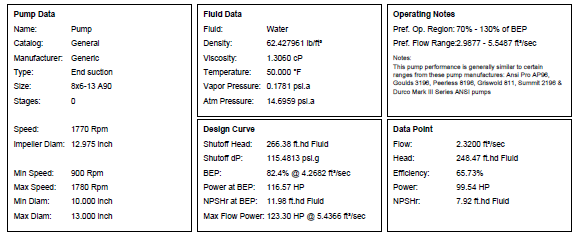 Pump Data
Name: Pump
Catalog: General
Manufacturer: Generic
Type: End suction
Size: 8x6-13 A90
Stages: 0
Speed: 1770 Rpm
Impeller Diam: 12.975 Inch
Min Speed: 900 Rpm
Max Speed: 1780 Rpm
Min Diam: 10.000 Inch
Max Diam: 13.000 Inch
Fluid Data
Fluid: Water
Density: 62.427961 lb/ft³
Viscosity: 1.3060 cP
Temperature: 50.000 °F
Vapor Pressure: 0.1781 psi.a
Atm Pressure: 14.6959 psi.a
Design Curve
Shutoff Head: 266.38 ft.hd Fluid
Shutoff dP: 115.4813 psi.g
BEP: 82.4% @ 4.2682 ft³/sec
Power at BEP: 116.57 HP
NPSHr at BEP: 11.98 ft.hd Fluid
Max Flow Power: 123.30 HP @ 5.4366 ft³/sec
Operating Notes
Pref. Op. Region: 70% - 130% of BEP
Pref. Flow Range: 2.9877 - 5.5487 ft³/sec
Notes:
This pump performance is generally similar to certain
ranges from these pump manufactures: Ansi Pro AP96,
Goulds 3196, Peerless 8196, Griswold 811, Summit 2196 &
Durco Mark III Series ANSI pumps
Data Point
Flow: 2.3200 ft³/sec
Head: 248.47 ft.hd Fluid
Efficiency: 65.73%
Power: 99.54 HP
NPSHr: 7.92 ft.hd Fluid